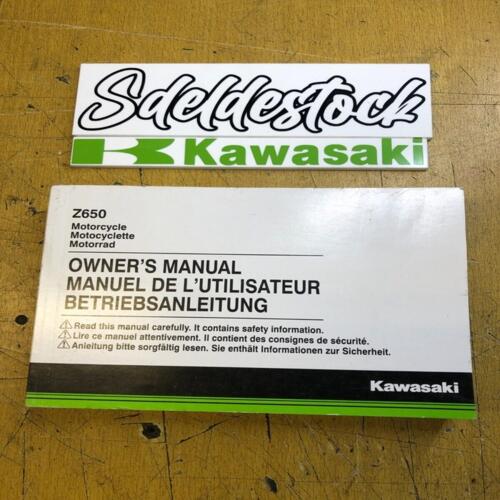 Sdeldestock
Kawasaki
Z650
Motorcycle
Motocyclette
Motorrad
OWNER'S MANUAL
MANUEL DE L'UTILISATEUR
BETRIEBSANLEITUNG
Read this manual carefully. It contains safety information.
Lire ce manuel attentivement. Il contient des consignes de sécurité.
Anleitung bitte sorgfältig lesen. Sie enthält Informationen zur Sicherheit.
Kawasaki